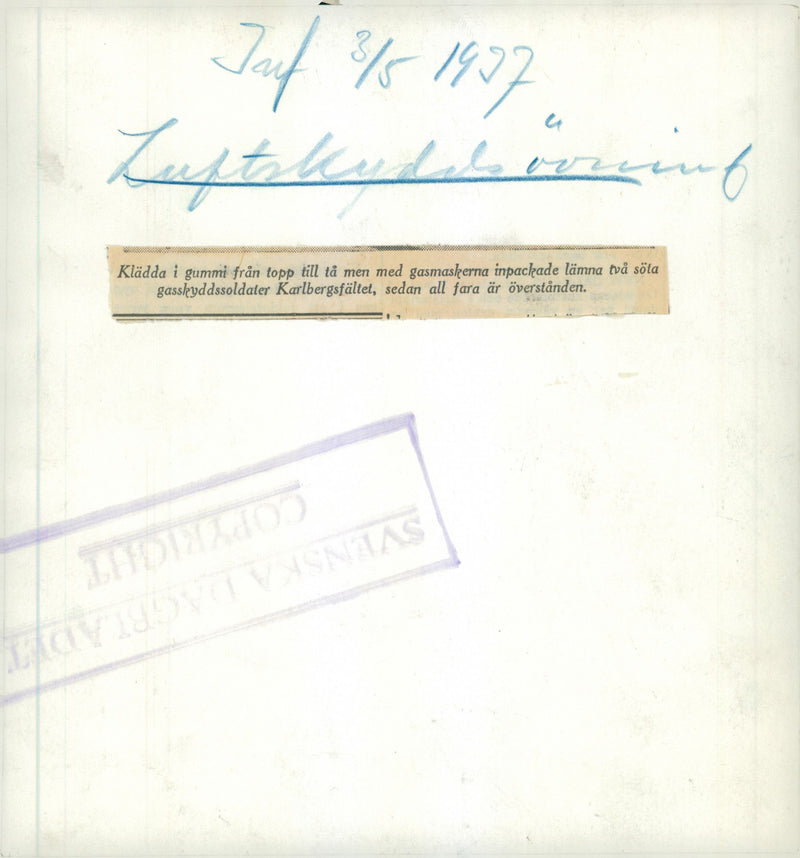 Inf 3/5 1937
Luftskyddsövning
Klädda i gummi från topp till tå men med gasmaskerna inpackade lämna två söta
gasskyddssoldater Karlbergsfältet, sedan all fara är överstånden.
SVENSKA DAGBLADET
COPYRIGHT